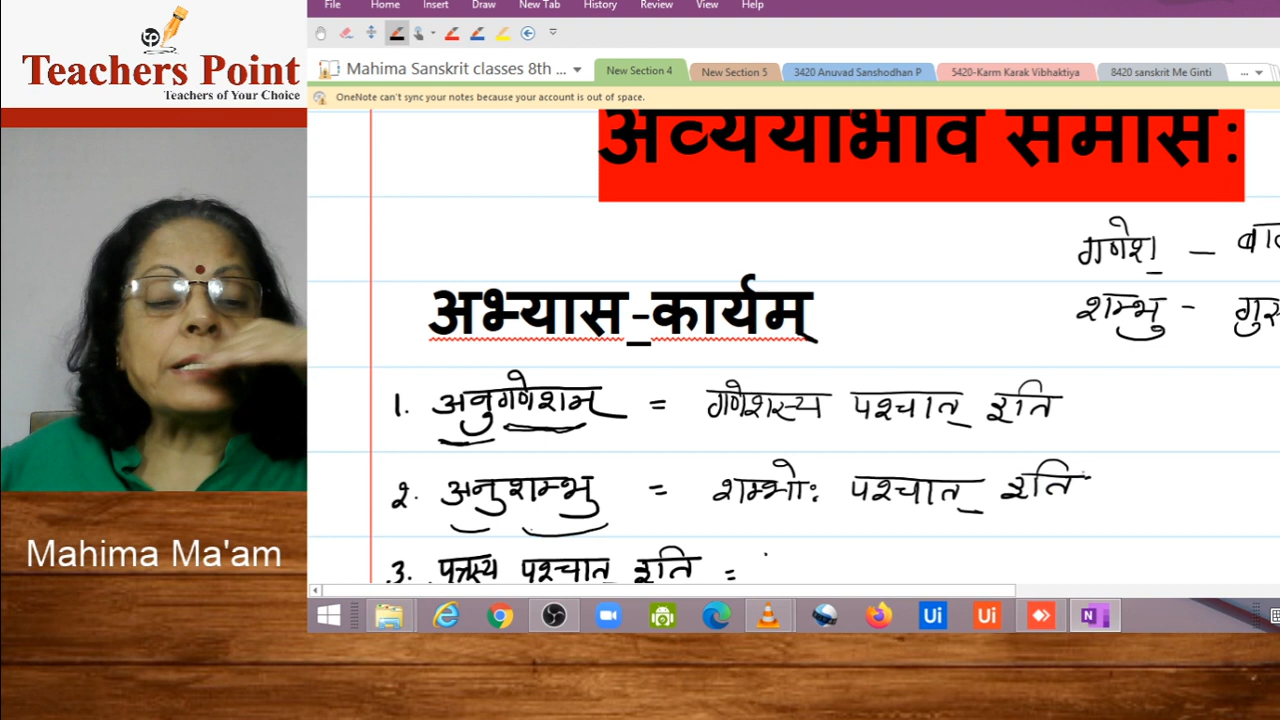 File Home Insert Draw New Tab History Review View Help
Teachers Point
Teachers of Your Choice
Mahima Sanskrit classes 8th ...
New Section 4 New Section 5 3420 Anuvad Sanshodhan P 5420-Karm Karak Vibhaktiya 8420 sanskrit Me Ginti ...
OneNote can't sync your notes because your account is out of space.
अव्ययीभाव समास:
गणेश –
शम्भु -
अभ्यास-कार्यम्
1. अनुगणेशम् = गणेशस्य पश्चात् इति
2. अनुशम्भु = शम्भो: पश्चात् इति
3. पुत्रस्य पश्चात् इति =
Mahima Ma'am
Ui Ui N